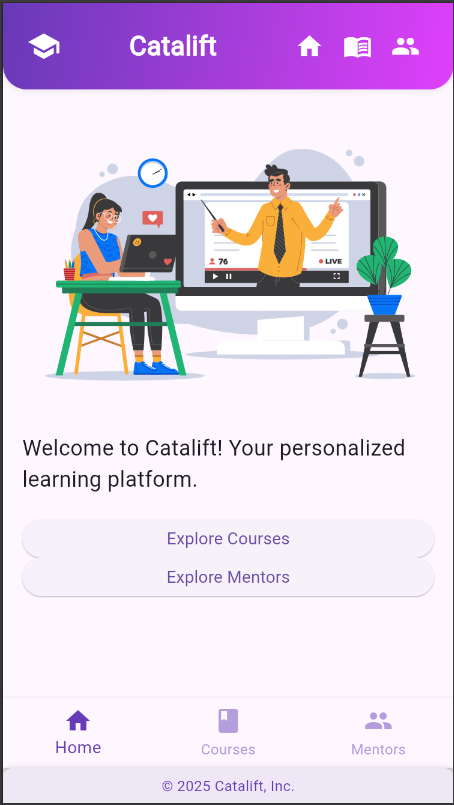 Catalift
76
LIVE
Welcome to Catalift! Your personalized
learning platform.
Explore Courses
Explore Mentors
Home
Courses
Mentors
© 2025 Catalift, Inc.